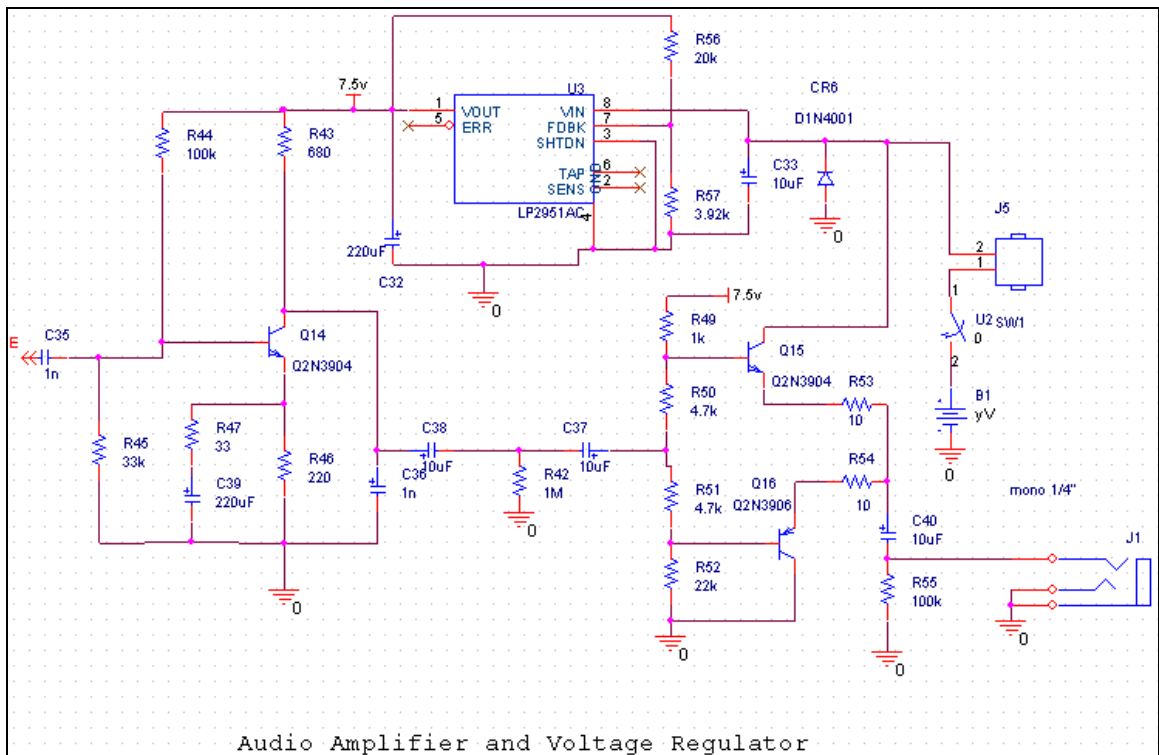 R56
20k
7.5v
U3
1
VOUT
VIN
8
5
ERR
FDBK
7
SHTDN
3
TAP
6
SENS
2
GND
4
LP2951AC
CR6
D1N4001
R44
100k
R43
680
C33
10uF
R57
3.92k
0
J5
2
1
220uF
C32
0
1
U2
SW1
0
2
B1
yV
0
7.5v
R49
1k
Q15
Q2N3904
R53
10
E
C35
1n
Q14
Q2N3904
R50
4.7k
R47
33
R45
33k
R46
220
C39
220uF
C38
10uF
C37
10uF
C36
1n
R42
1M
0
R51
4.7k
Q16
Q2N3906
R54
10
mono 1/4"
C40
10uF
J1
R52
22k
R55
100k
0
0
0
0
Audio Amplifier and Voltage Regulator